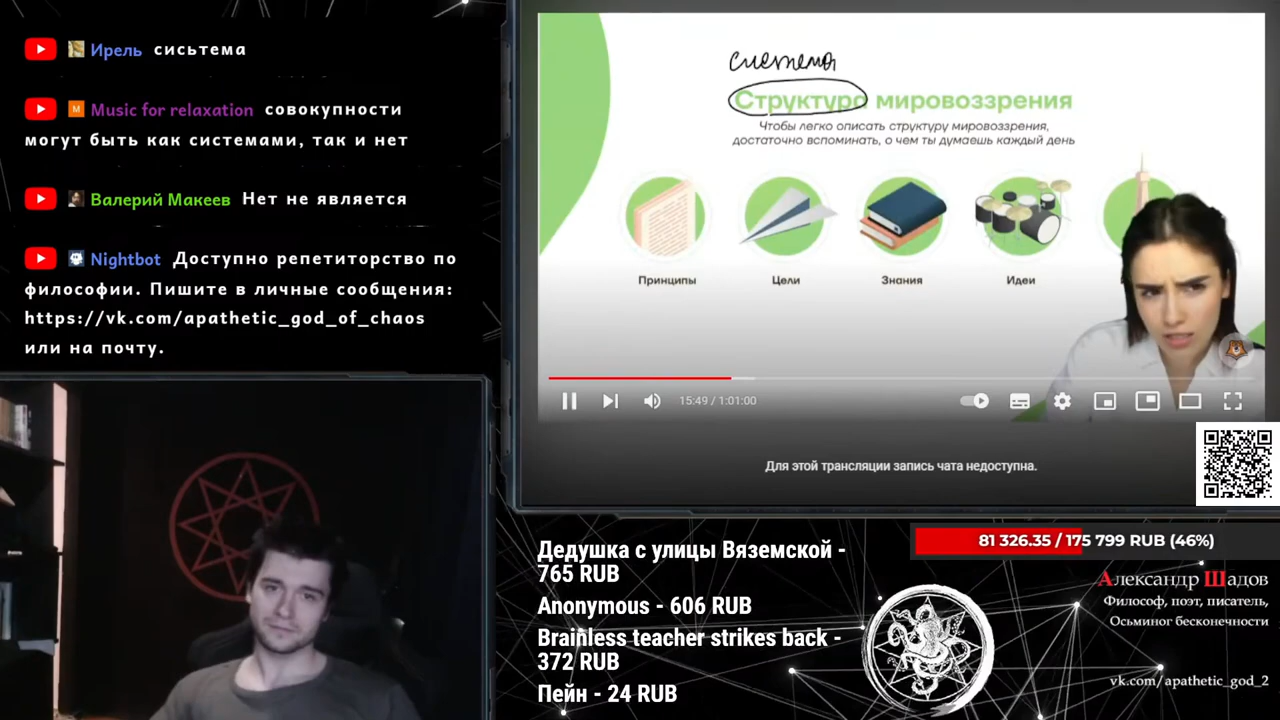 Ирель сисьтема
Music for relaxation совокупности
могут быть как системами, так и нет
Валерий Макеев Нет не является
Nightbot Доступно репетиторство по
философии. Пишите в личные сообщения:
https://vk.com/apathetic_god_of_chaos
или на почту.
система
Структура мировоззрения
Чтобы легко описать структуру мировоззрения,
достаточно вспоминать, о чем ты думаешь каждый день
Принципы
Цели
Знания
Идеи
15:49 / 1:01:00
Для этой трансляции запись чата недоступна.
Дедушка с улицы Вяземской -
765 RUB
Anonymous - 606 RUB
Brainless teacher strikes back -
372 RUB
Пейн - 24 RUB
81 326.35 / 175 799 RUB (46%)
Александр Шадов
Философ, поэт, писатель,
Осьминог бесконечности
vk.com/apathetic_god_2